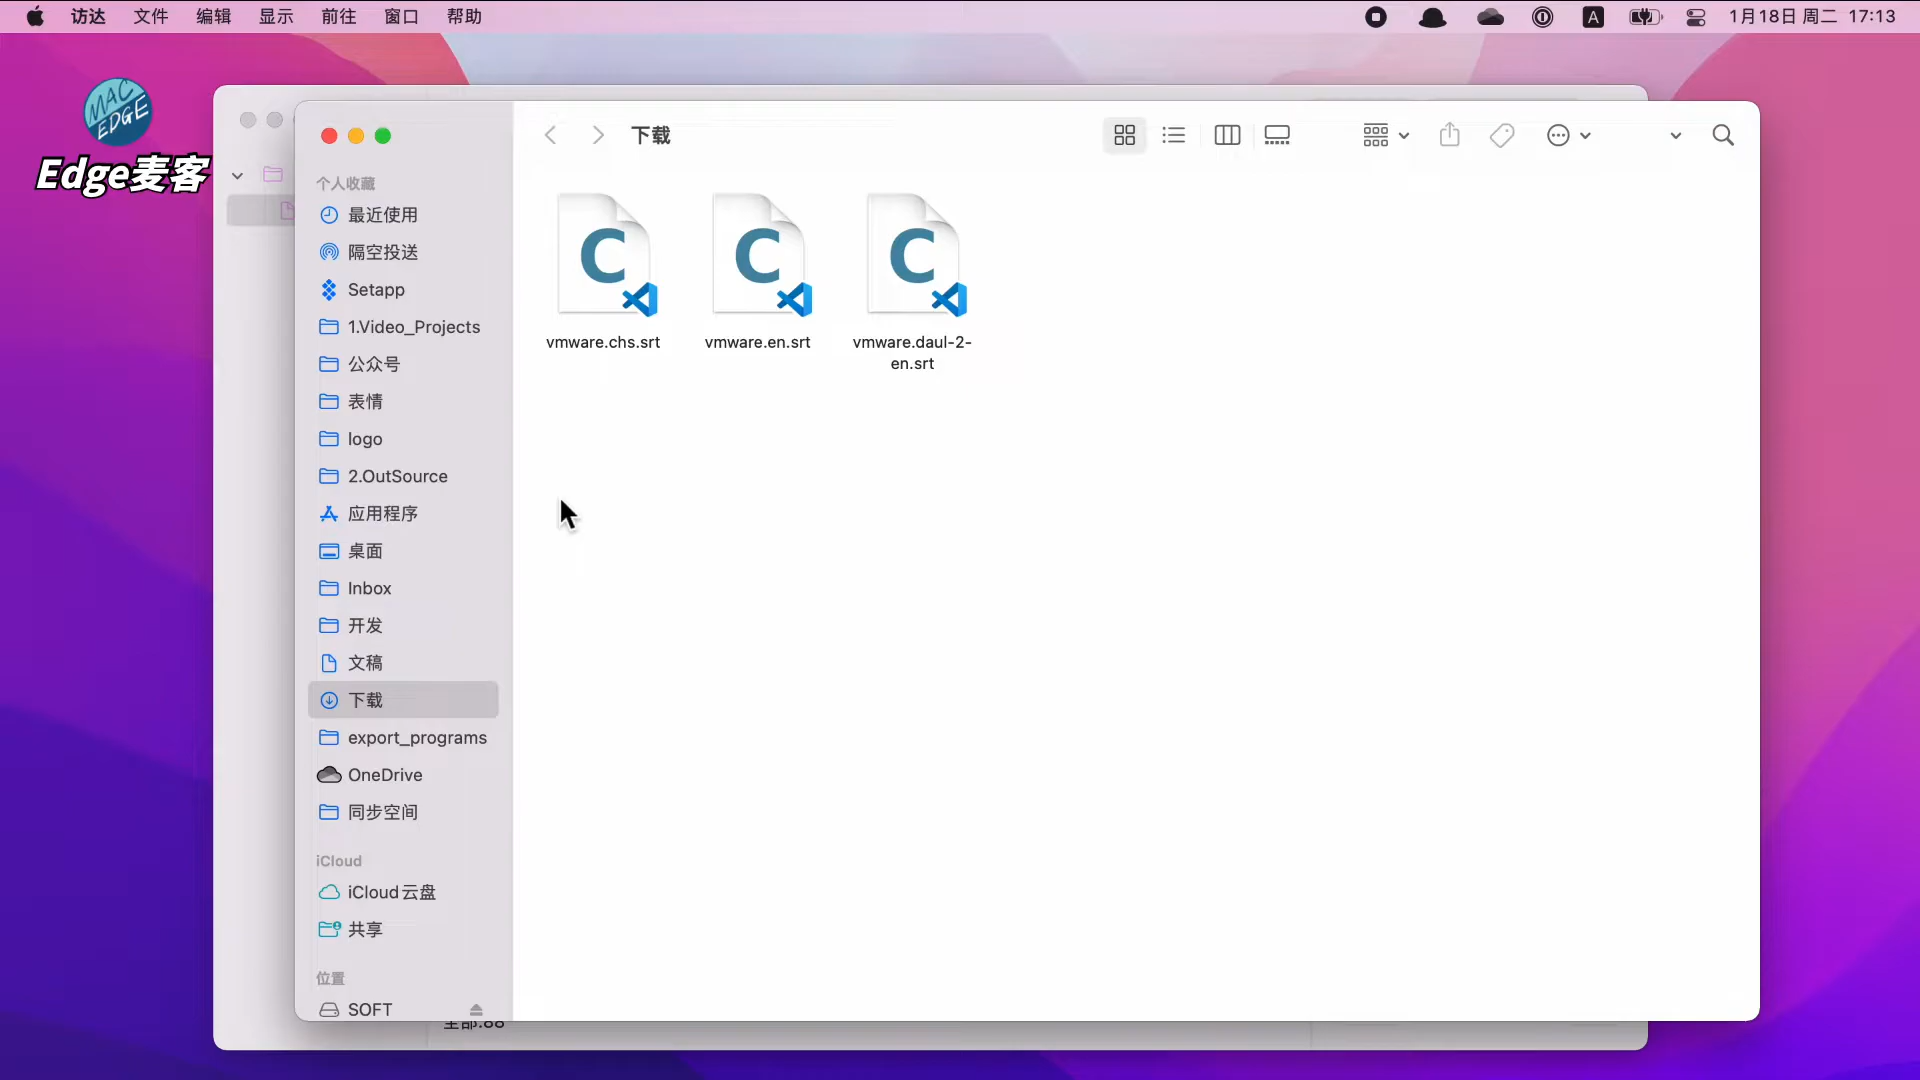 访达 文件 编辑 显示 前往 窗口 帮助 A 1月18日 周二 17:13
MAC EDGE
Edge麦客
下载
个人收藏
最近使用
隔空投送
Setapp
1.Video_Projects
公众号
表情
logo
2.OutSource
应用程序
桌面
Inbox
开发
文稿
下载
export_programs
OneDrive
同步空间
iCloud
iCloud云盘
共享
位置
SOFT
C
C
C
vmware.chs.srt
vmware.en.srt
vmware.daul-2-
en.srt
全部:88